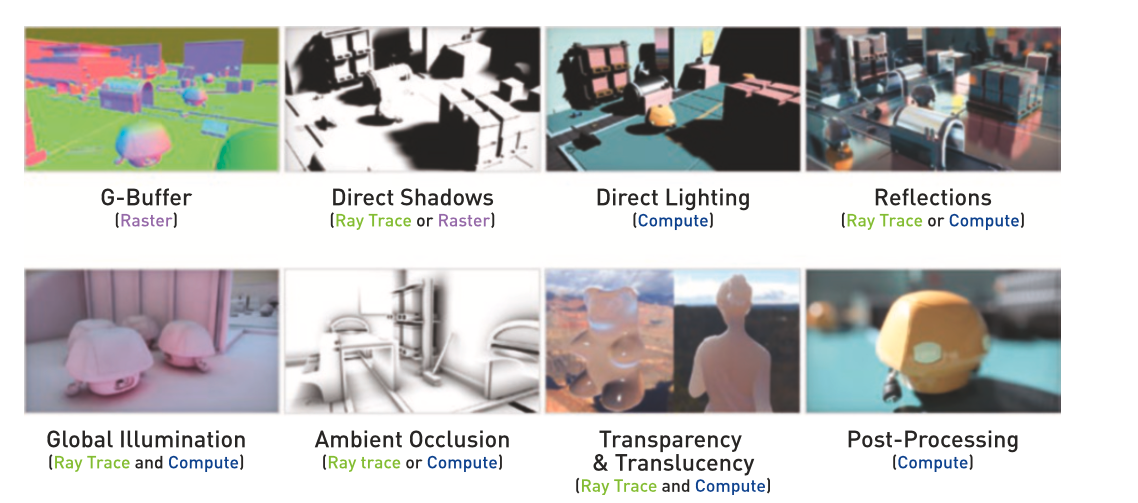 G-Buffer
(Raster)
Direct Shadows
(Ray Trace or Raster)
Direct Lighting
(Compute)
Reflections
(Ray Trace or Compute)
Global Illumination
(Ray Trace and Compute)
Ambient Occlusion
(Ray trace or Compute)
Transparency
& Translucency
(Ray Trace and Compute)
Post-Processing
(Compute)